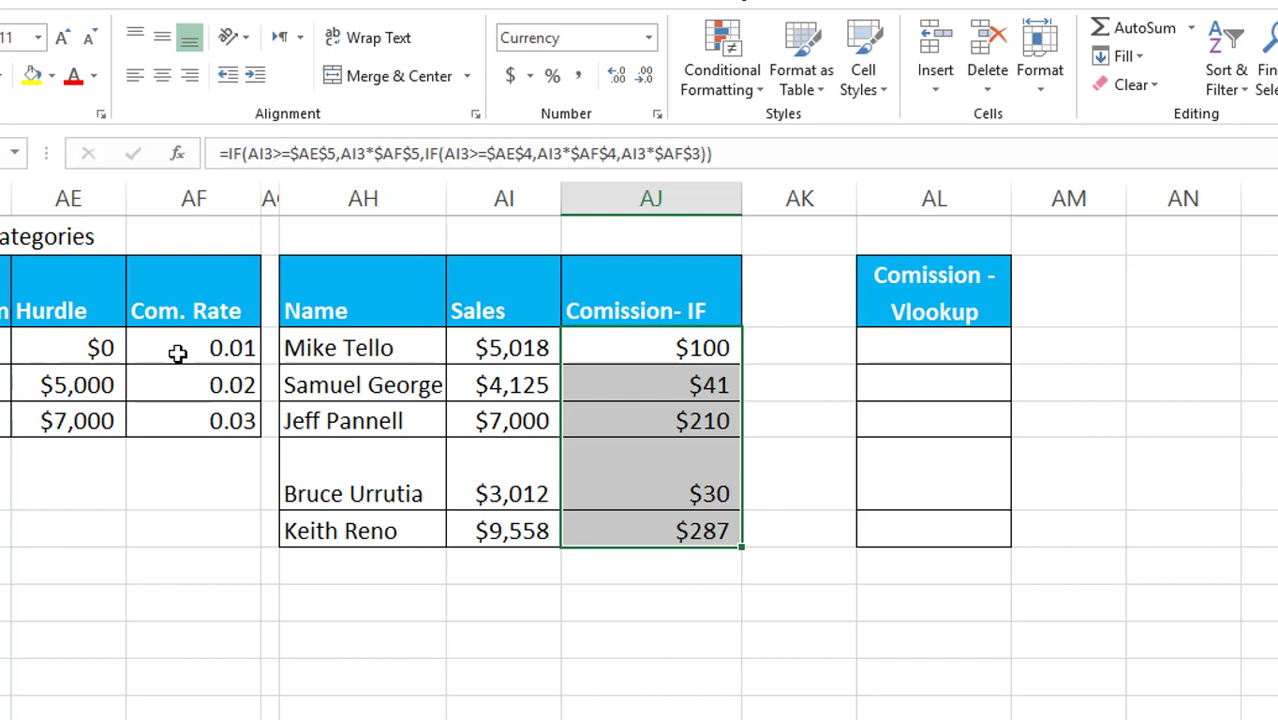 11
Wrap Text
Currency
AutoSum
Fill
Clear
Merge & Center
$ % ,
Conditional
Formatting
Format as
Table
Cell
Styles
Insert
Delete
Format
Sort &
Filter
Alignment
Number
Styles
Cells
Editing
fx
=IF(AI3>=$AE$5,AI3*$AF$5,IF(AI3>=$AE$4,AI3*$AF$4,AI3*$AF$3))
AE AF AH AI AJ AK AL AM AN
ategories
n Hurdle Com. Rate Name Sales Comission- IF
Comission -
Vlookup
$0 0.01 Mike Tello $5,018 $100
$5,000 0.02 Samuel George $4,125 $41
$7,000 0.03 Jeff Pannell $7,000 $210
Bruce Urrutia $3,012 $30
Keith Reno $9,558 $287